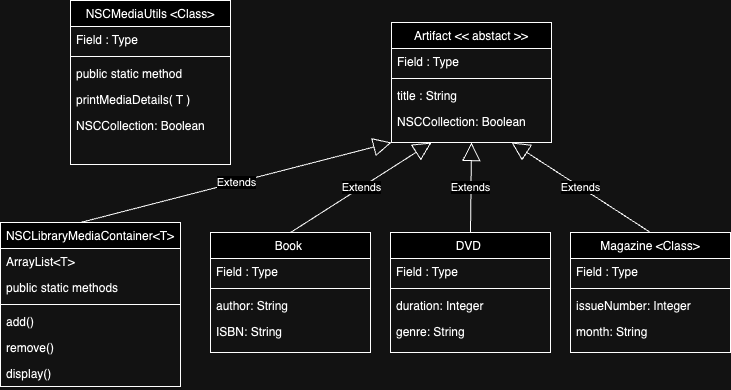 NSCMediaUtils <Class>
Field : Type
public static method
printMediaDetails( T )
NSCCollection: Boolean
Artifact << abstact >>
Field : Type
title : String
NSCCollection: Boolean
Extends
Extends
Extends
Extends
NSCLibraryMediaContainer<T>
ArrayList<T>
public static methods
add()
remove()
display()
Book
Field : Type
author: String
ISBN: String
DVD
Field : Type
duration: Integer
genre: String
Magazine <Class>
Field : Type
issueNumber: Integer
month: String